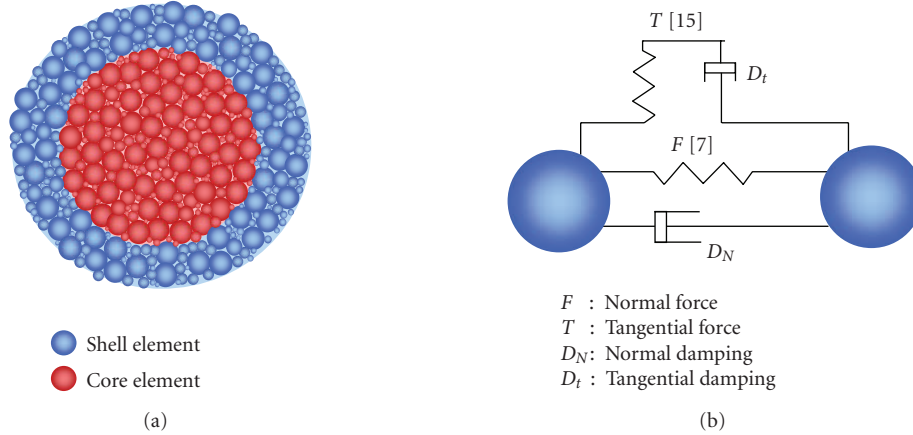 Shell element
Core element
(a)
T [15]
D_t
F [7]
D_N
F : Normal force
T : Tangential force
D_N: Normal damping
D_t : Tangential damping
(b)